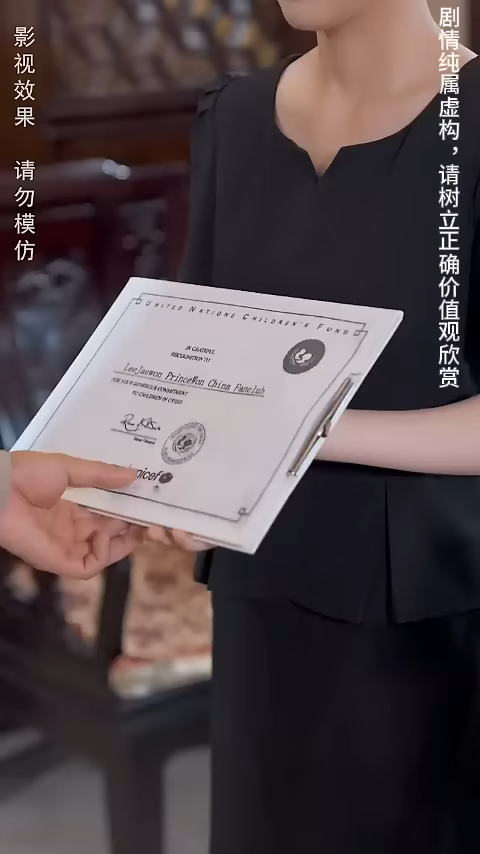 影视效果 请勿模仿
剧情纯属虚构，请树立正确价值观欣赏
UNITED NATIONS CHILDREN'S FUND
IN GRATEFUL
RECOGNITION TO
LeeJaewon PrinceWon China Fanclub
FOR YOUR GENEROUS COMMITMENT
TO CHILDREN IN CRISIS
unicef